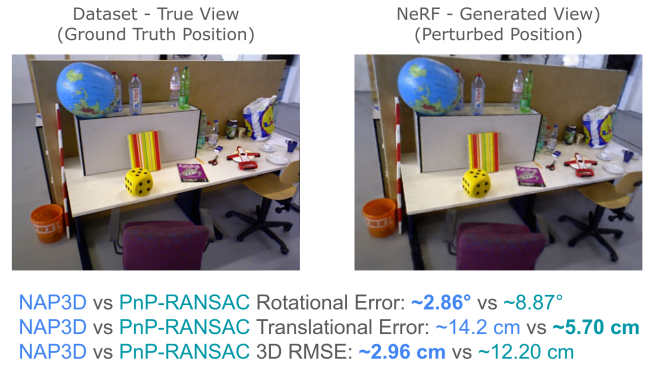 Dataset - True View
(Ground Truth Position)
NeRF - Generated View)
(Perturbed Position)
NAP3D vs PnP-RANSAC Rotational Error: ~2.86° vs ~8.87°
NAP3D vs PnP-RANSAC Translational Error: ~14.2 cm vs ~5.70 cm
NAP3D vs PnP-RANSAC 3D RMSE: ~2.96 cm vs ~12.20 cm